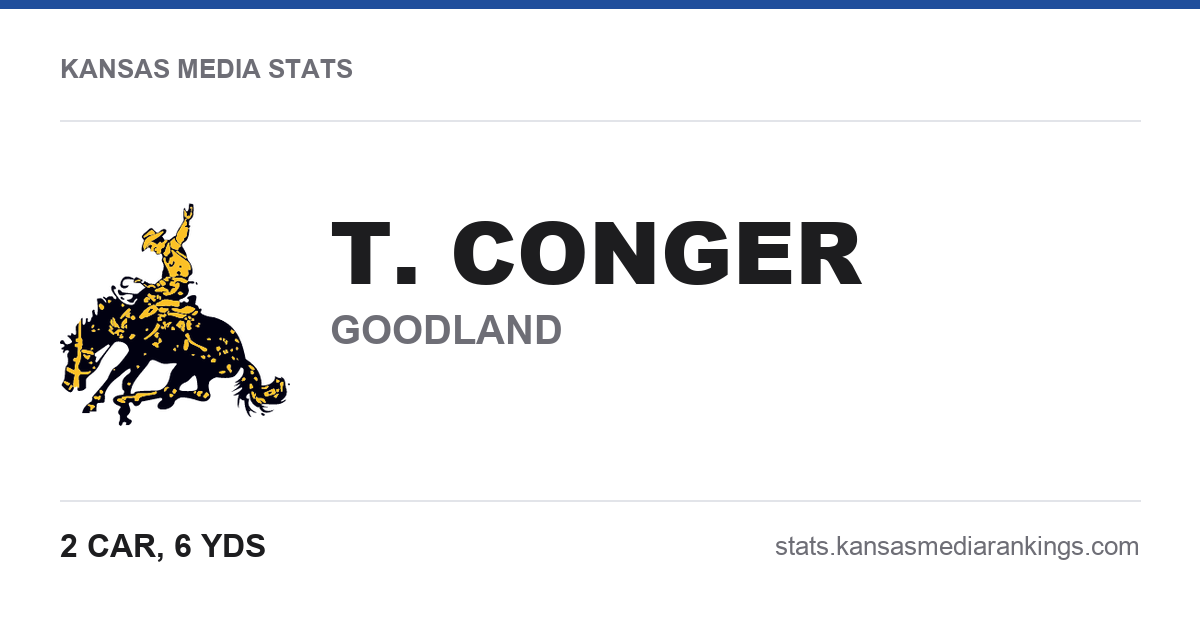 KANSAS MEDIA STATS
T. CONGER
GOODLAND
2 CAR, 6 YDS
stats.kansasmediarankings.com